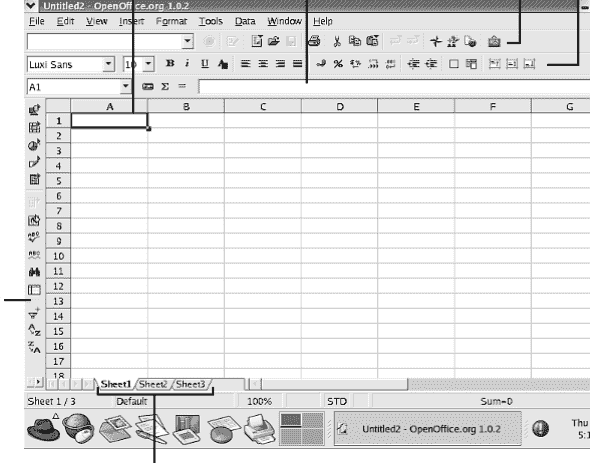 Untitled2 - OpenOffice.org 1.0.2
File Edit View Insert Format Tools Data Window Help
Luxi Sans 10 B i U A
A1 Σ =
A B C D E F G
1
2
3
4
5
6
7
8
9
10
11
12
13
14
15
16
17
18
Sheet1 Sheet2 Sheet3
Sheet 1 / 3 Default 100% STD Sum=0
Untitled2 - OpenOffice.org 1.0.2 Thu